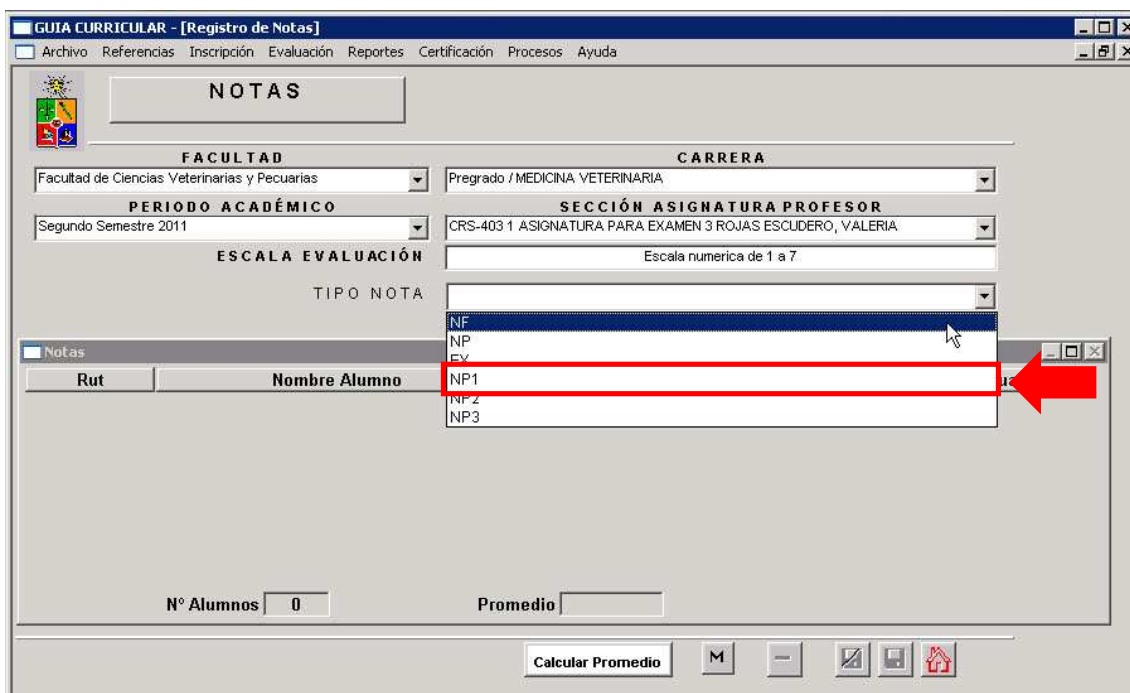 GUIA CURRICULAR - [Registro de Notas]
Archivo Referencias Inscripción Evaluación Reportes Certificación Procesos Ayuda
NOTAS
FACULTAD CARRERA
Facultad de Ciencias Veterinarias y Pecuarias Pregrado / MEDICINA VETERINARIA
PERIODO ACADÉMICO SECCIÓN ASIGNATURA PROFESOR
Segundo Semestre 2011 CRS-403 1 ASIGNATURA PARA EXAMEN 3 ROJAS ESCUDERO, VALERIA
ESCALA EVALUACIÓN Escala numerica de 1 a 7
TIPO NOTA
NF
NP
EX
Notas
Rut Nombre Alumno NP1
NP2
NP3
Nº Alumnos 0 Promedio
Calcular Promedio M